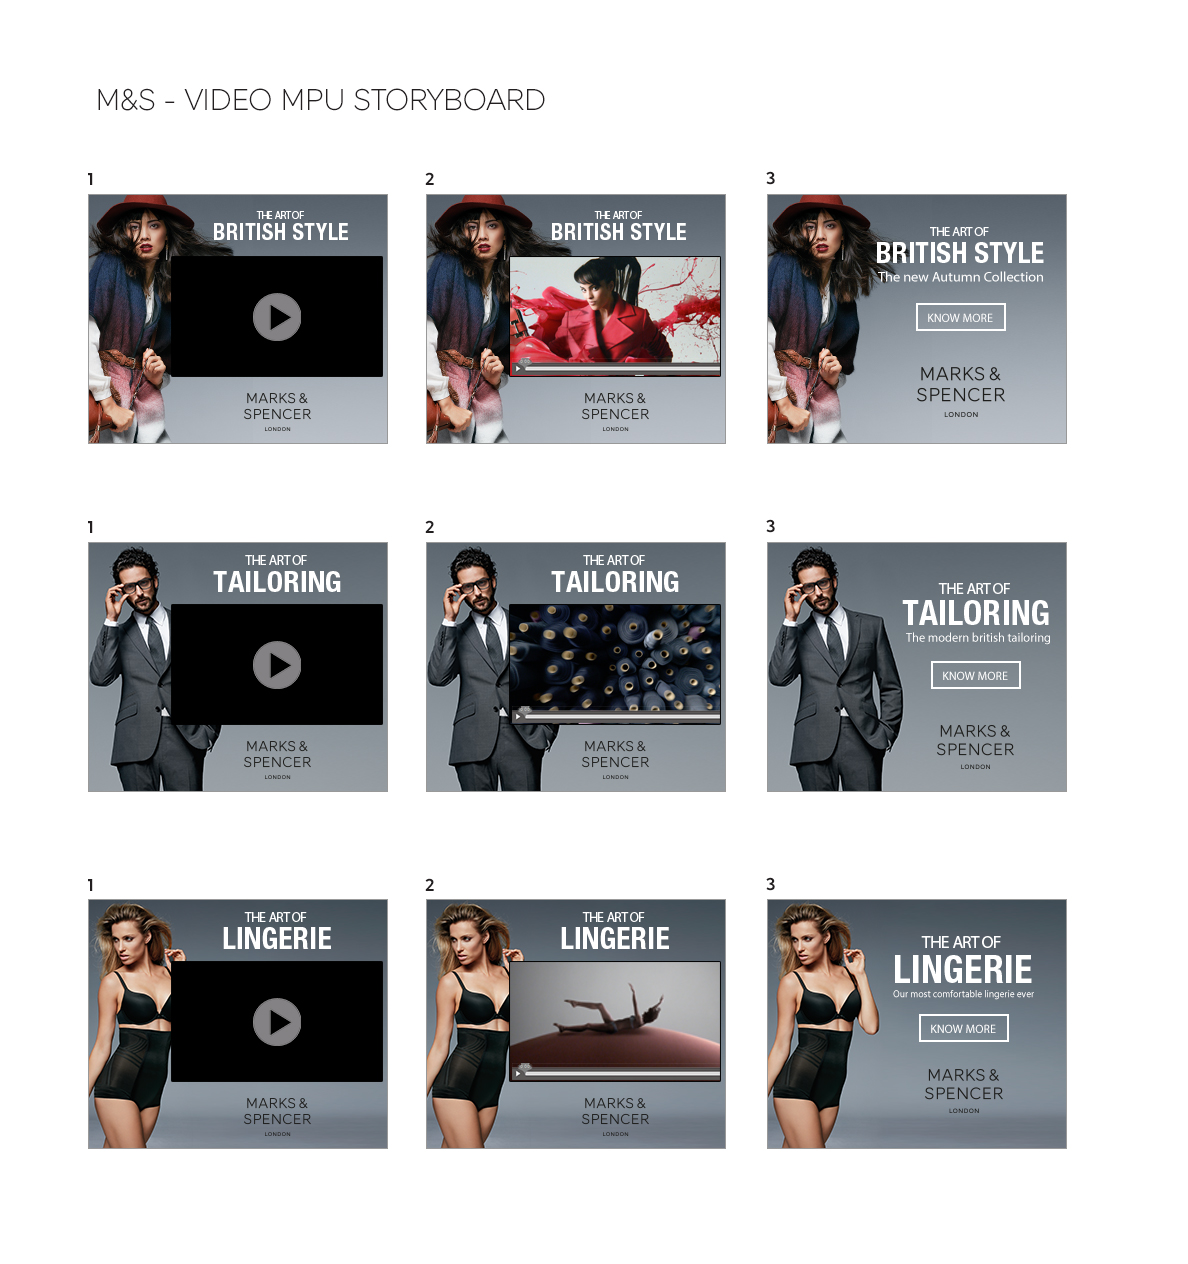 M&S - VIDEO MPU STORYBOARD
1
THE ART OF
BRITISH STYLE
MARKS &
SPENCER
LONDON
2
THE ART OF
BRITISH STYLE
MARKS &
SPENCER
LONDON
3
THE ART OF
BRITISH STYLE
The new Autumn Collection
KNOW MORE
MARKS &
SPENCER
LONDON
1
THE ART OF
TAILORING
MARKS &
SPENCER
LONDON
2
THE ART OF
TAILORING
MARKS &
SPENCER
LONDON
3
THE ART OF
TAILORING
The modern british tailoring
KNOW MORE
MARKS &
SPENCER
LONDON
1
THE ART OF
LINGERIE
MARKS &
SPENCER
LONDON
2
THE ART OF
LINGERIE
MARKS &
SPENCER
LONDON
3
THE ART OF
LINGERIE
Our most comfortable lingerie ever
KNOW MORE
MARKS &
SPENCER
LONDON